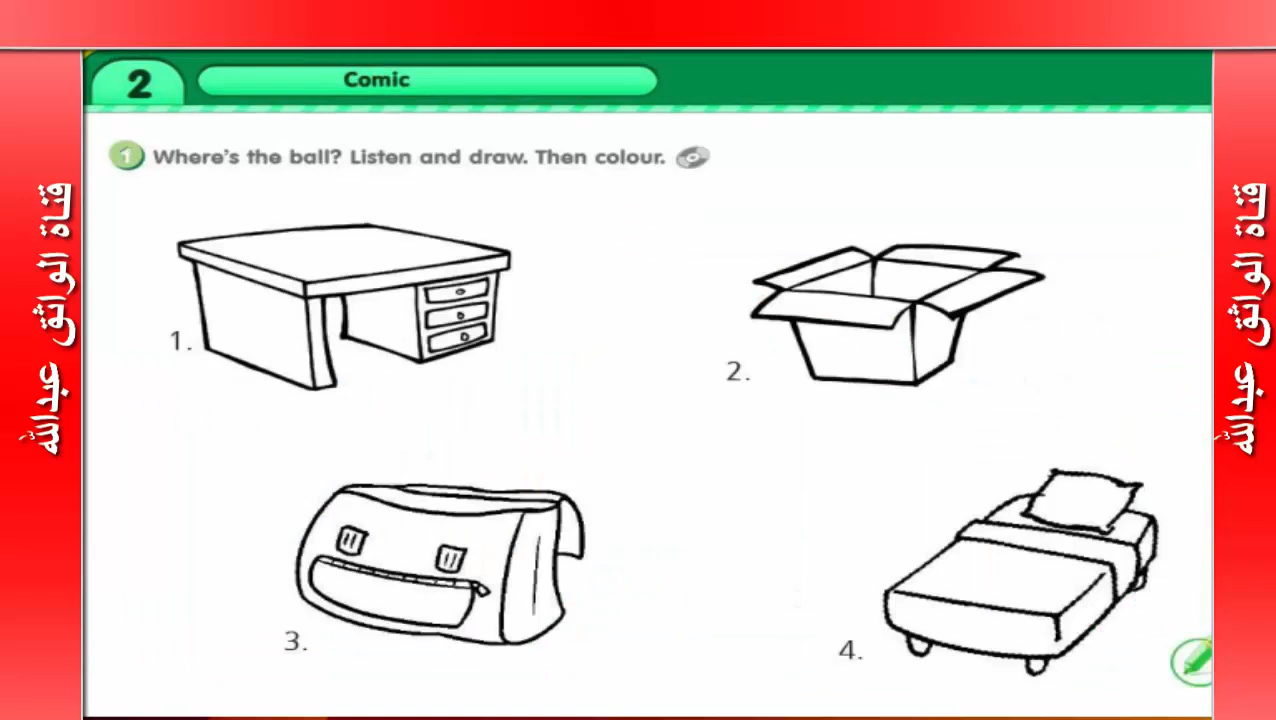 2
Comic
1 Where's the ball? Listen and draw. Then colour.
1.
2.
3.
4.
قناة الواثق عبدالله
قناة الواثق عبدالله